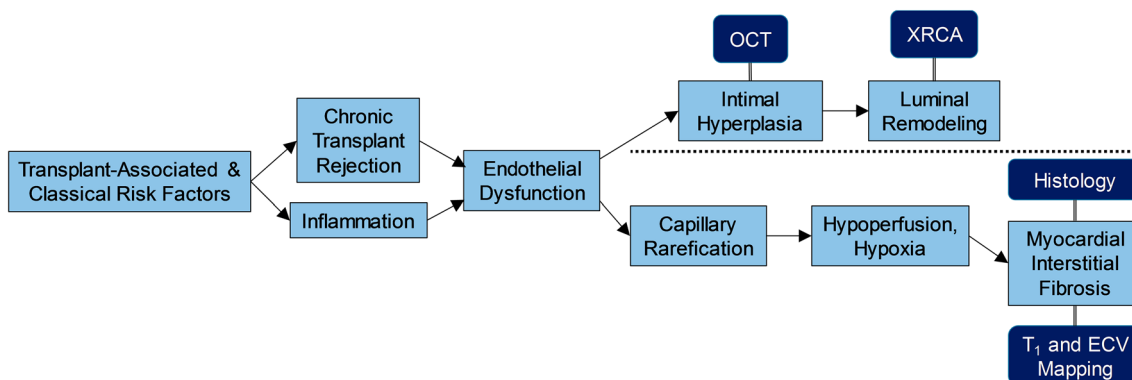 Transplant-Associated &
Classical Risk Factors
Chronic
Transplant
Rejection
Inflammation
Endothelial
Dysfunction
OCT
Intimal
Hyperplasia
XRCA
Luminal
Remodeling
Capillary
Rarefication
Hypoperfusion,
Hypoxia
Histology
Myocardial
Interstitial
Fibrosis
T₁ and ECV
Mapping